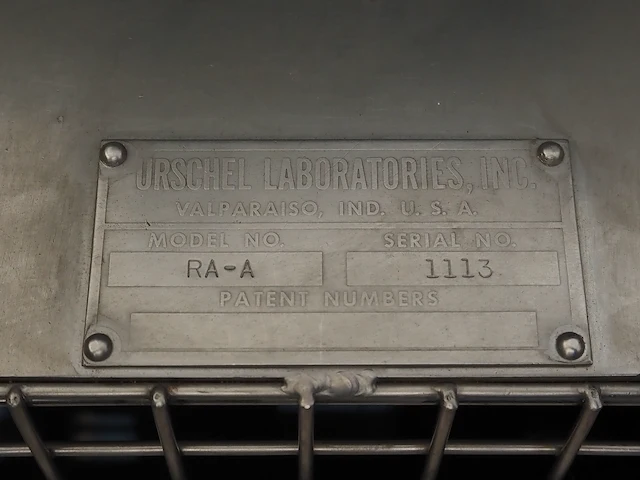 URSCHEL LABORATORIES, INC.
VALPARAISO, IND. U. S. A.
MODEL NO. SERIAL NO.
RA-A 1113
PATENT NUMBERS